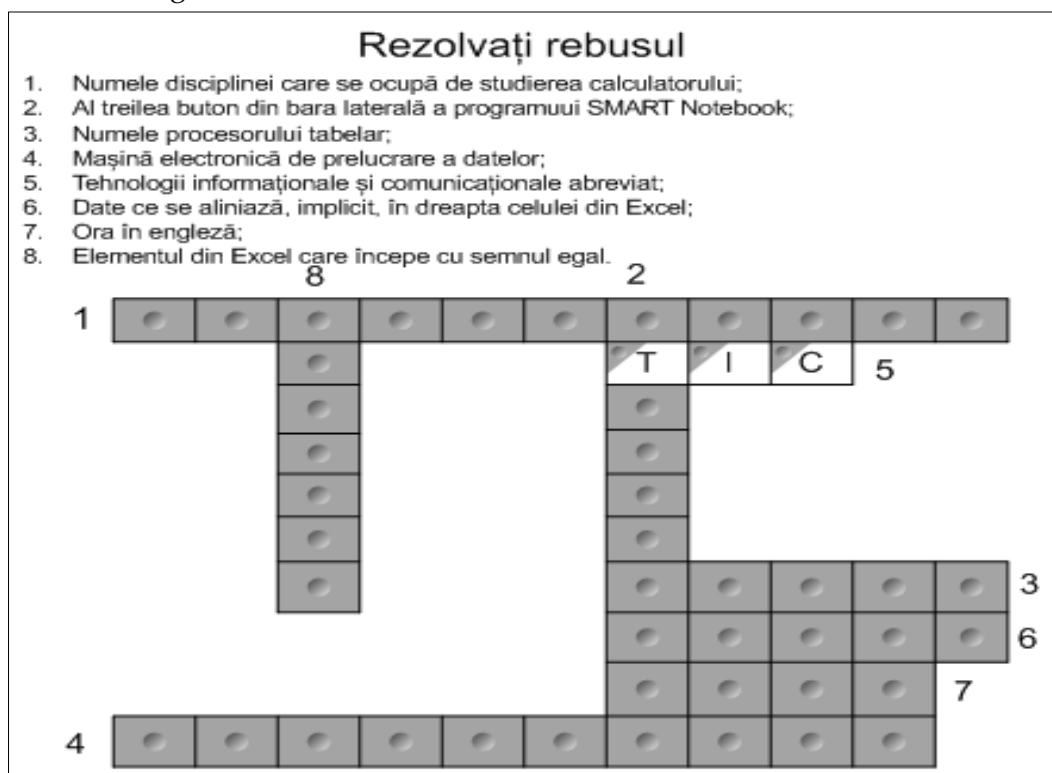 Rezolvați rebusul
1. Numele disciplinei care se ocupă de studierea calculatorului;
2. Al treilea buton din bara laterală a programuui SMART Notebook;
3. Numele procesorului tabelar;
4. Mașină electronică de prelucrare a datelor;
5. Tehnologii informaționale și comunicaționale abreviat;
6. Date ce se aliniază, implicit, în dreapta celulei din Excel;
7. Ora în engleză;
8. Elementul din Excel care începe cu semnul egal.
8 2
1
T I C 5
3
6
7
4